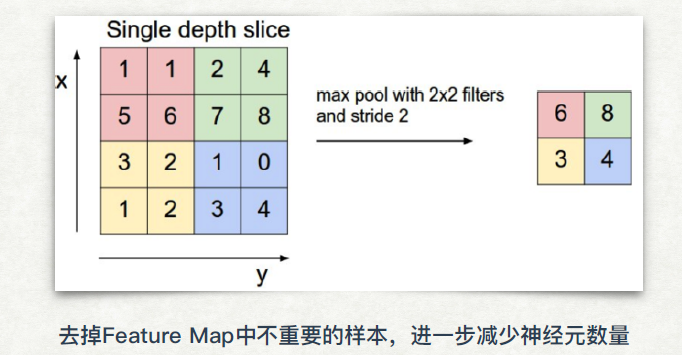 Single depth slice
x
1 1 2 4
5 6 7 8
3 2 1 0
1 2 3 4
y
max pool with 2x2 filters
and stride 2
6 8
3 4
去掉Feature Map中不重要的样本，进一步减少神经元数量